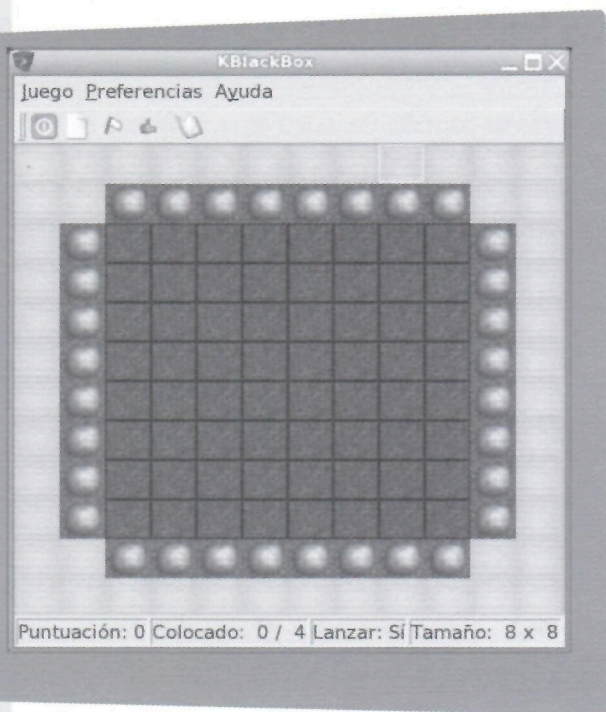 KBlackBox
Juego Preferencias Ayuda
Puntuación: 0 Colocado: 0 / 4 Lanzar: Sí Tamaño: 8 x 8